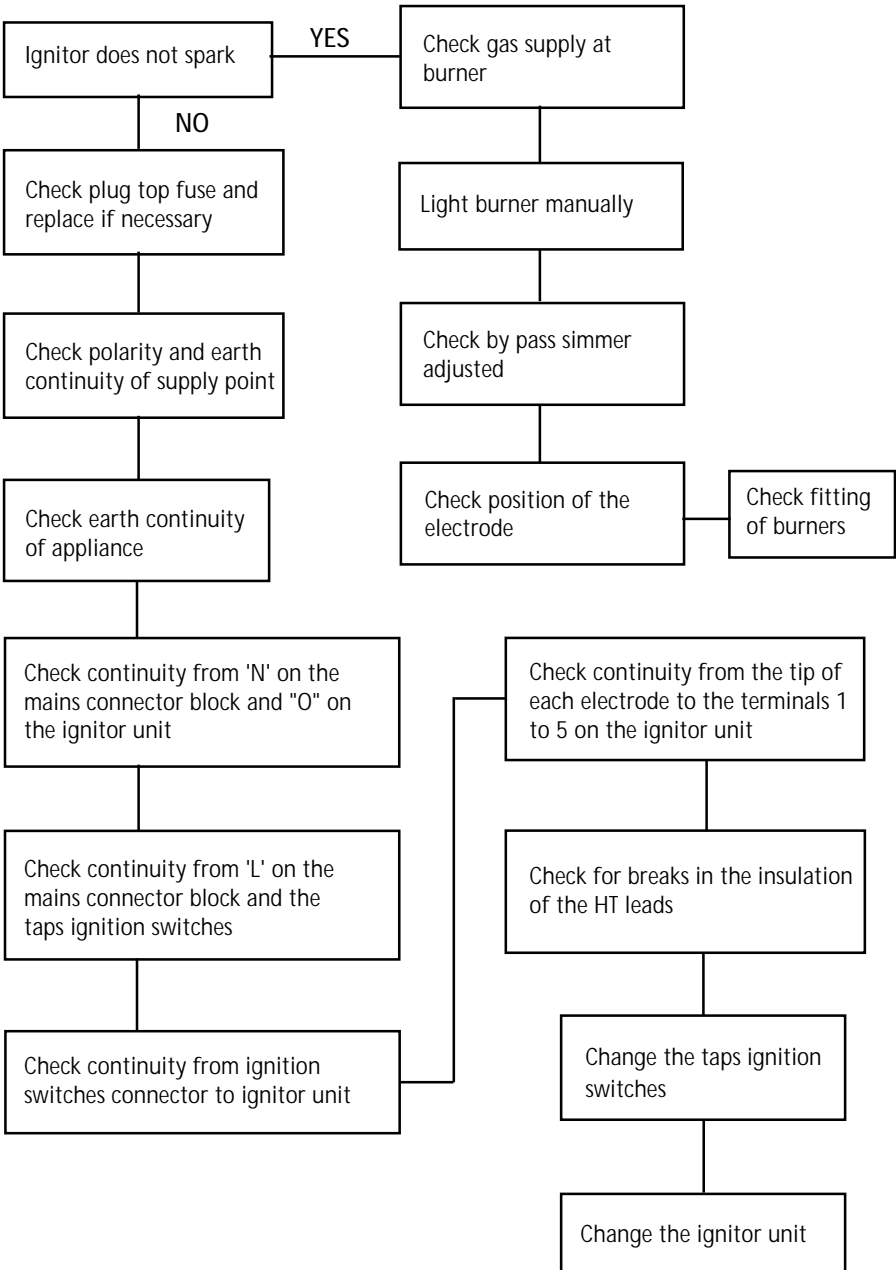 Ignitor does not spark
YES
Check gas supply at
burner
NO
Check plug top fuse and
replace if necessary
Light burner manually
Check polarity and earth
continuity of supply point
Check by pass simmer
adjusted
Check earth continuity
of appliance
Check position of the
electrode
Check fitting
of burners
Check continuity from 'N' on the
mains connector block and "O" on
the ignitor unit
Check continuity from 'L' on the
mains connector block and the
taps ignition switches
Check continuity from ignition
switches connector to ignitor unit
Check continuity from the tip of
each electrode to the terminals 1
to 5 on the ignitor unit
Check for breaks in the insulation
of the HT leads
Change the taps ignition
switches
Change the ignitor unit